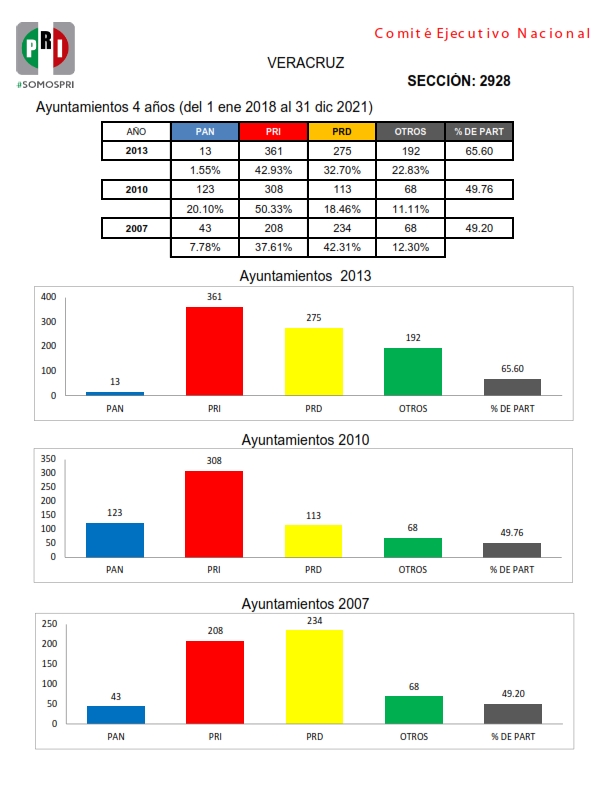 Comité Ejecutivo Nacional
PRI
#SOMOSPRI
VERACRUZ
SECCIÓN: 2928
Ayuntamientos 4 años (del 1 ene 2018 al 31 dic 2021)
AÑO PAN PRI PRD OTROS % DE PART
2013 13 361 275 192 65.60
1.55% 42.93% 32.70% 22.83%
2010 123 308 113 68 49.76
20.10% 50.33% 18.46% 11.11%
2007 43 208 234 68 49.20
7.78% 37.61% 42.31% 12.30%
Ayuntamientos 2013
400
300
200
100
0
13 361 275 192 65.60
PAN PRI PRD OTROS % DE PART
Ayuntamientos 2010
350
300
250
200
150
100
50
0
123 308 113 68 49.76
PAN PRI PRD OTROS % DE PART
Ayuntamientos 2007
250
200
150
100
50
0
43 208 234 68 49.20
PAN PRI PRD OTROS % DE PART